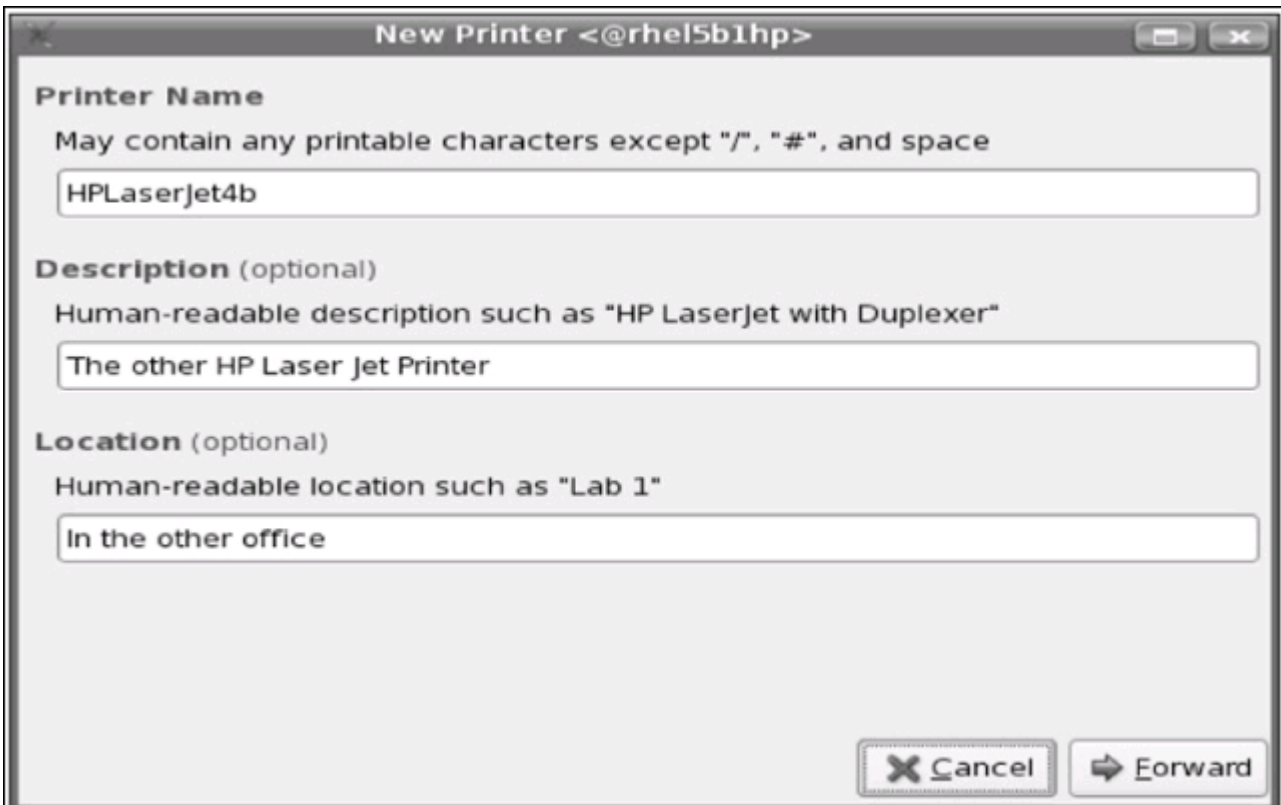 New Printer <@rhel5b1hp>
Printer Name
May contain any printable characters except "/", "#", and space
HPLaserJet4b
Description (optional)
Human-readable description such as "HP LaserJet with Duplexer"
The other HP Laser Jet Printer
Location (optional)
Human-readable location such as "Lab 1"
In the other office
Cancel Forward